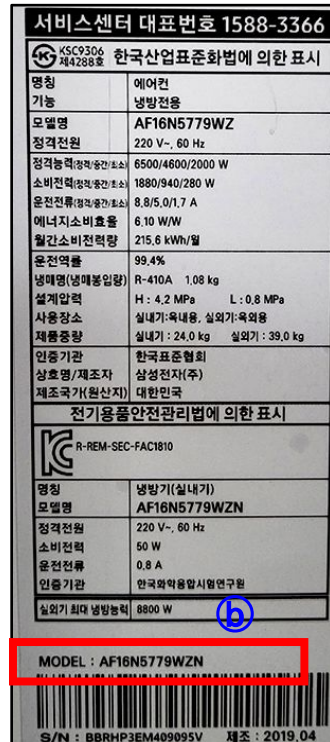 서비스센터 대표번호 1588-3366
KSC9306 제4288호 한국산업표준화법에 의한 표시
명칭 에어컨
기능 냉방전용
모델명 AF16N5779WZ
정격전원 220 V~, 60 Hz
정격능력(정격/중간/최소) 6500/4600/2000 W
소비전력(정격/중간/최소) 1880/940/280 W
운전전류(정격/중간/최소) 8,8/5,0/1,7 A
에너지소비효율 6,10 W/W
월간소비전력량 215,6 kWh/월
운전역률 99,4%
냉매명(냉매봉입량) R-410A 1,08 kg
설계압력 H : 4,2 MPa L : 0,8 MPa
사용장소 실내기:옥내용, 실외기:옥외용
제품중량 실내기 : 24,0 kg 실외기 : 39,0 kg
인증기관 한국표준협회
상호명/제조자 삼성전자(주)
제조국가(원산지) 대한민국
전기용품안전관리법에 의한 표시
R-REM-SEC-FAC1810
명칭 냉방기(실내기)
모델명 AF16N5779WZN
정격전원 220 V~, 60 Hz
소비전력 50 W
운전전류 0,8 A
인증기관 한국화학융합시험연구원
실외기 최대 냉방능력 8800 W
ⓑ
MODEL : AF16N5779WZN
S/N : BBRHP3EM409095V 제조 : 2019.04